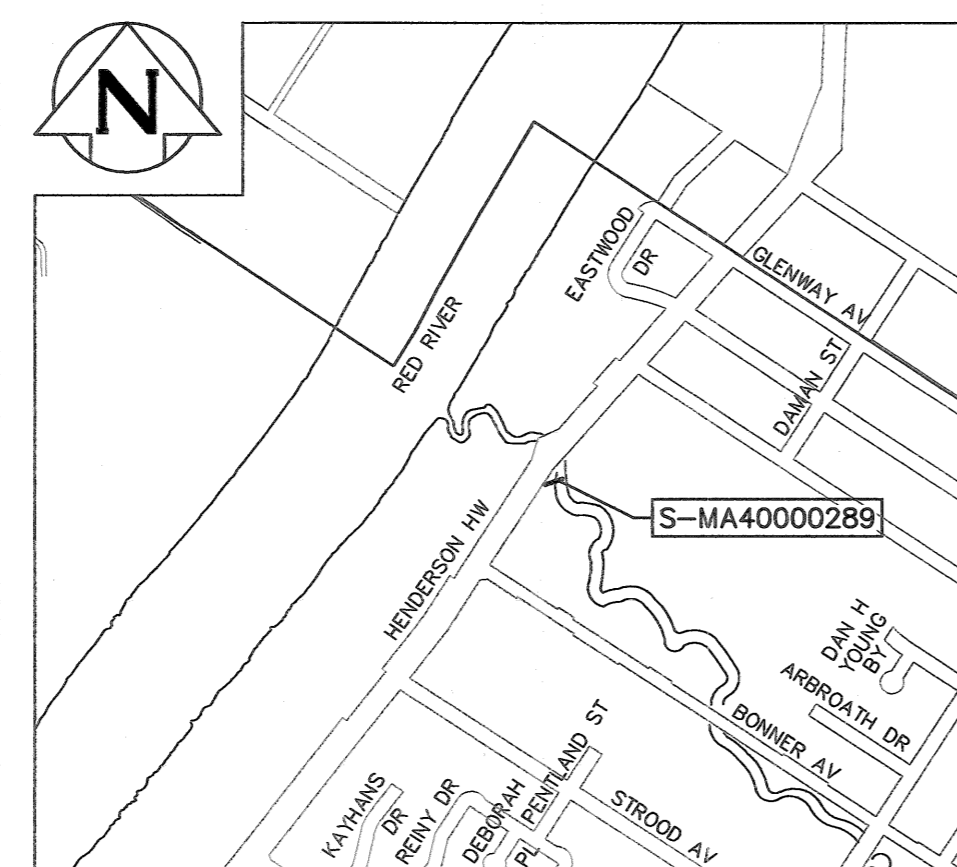 N
EASTWOOD
DR
GLENWAY AV
RED RIVER
DAMAN ST
S-MA40000289
HENDERSON HW
DAN H
YOUNG
BY
ARBROATH DR
BONNER AV
PENTLAND ST
KAYHANS
DR
REINY DR
DEBORAH
PL
STROOD AV